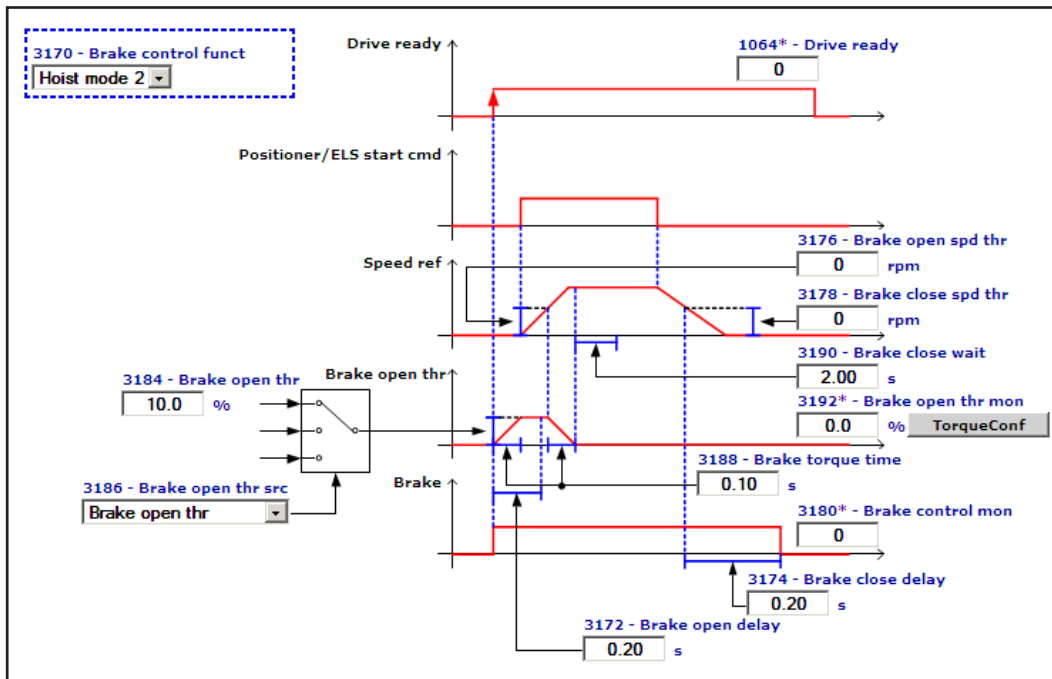 3170 - Brake control funct
Hoist mode 2
Drive ready
1064* - Drive ready
0
Positioner/ELS start cmd
Speed ref
3176 - Brake open spd thr
0 rpm
3178 - Brake close spd thr
0 rpm
3190 - Brake close wait
2.00 s
Brake open thr
3184 - Brake open thr
10.0 %
3192* - Brake open thr mon
0.0 % TorqueConf
3188 - Brake torque time
0.10 s
3186 - Brake open thr src
Brake open thr
Brake
3180* - Brake control mon
0
3174 - Brake close delay
0.20 s
3172 - Brake open delay
0.20 s